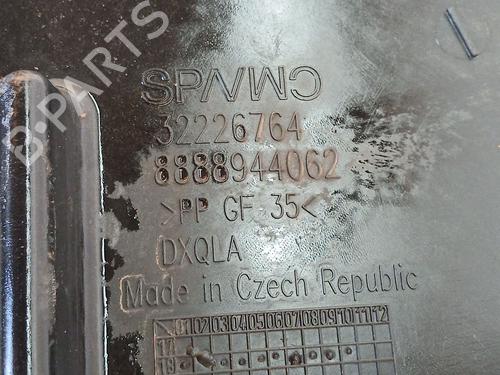 B-PARTS
32226764
8888944062
>PP GF 35<
DXQLA
Made in Czech Republic
01 02 03 04 05 06 07 08 09 10 11 12